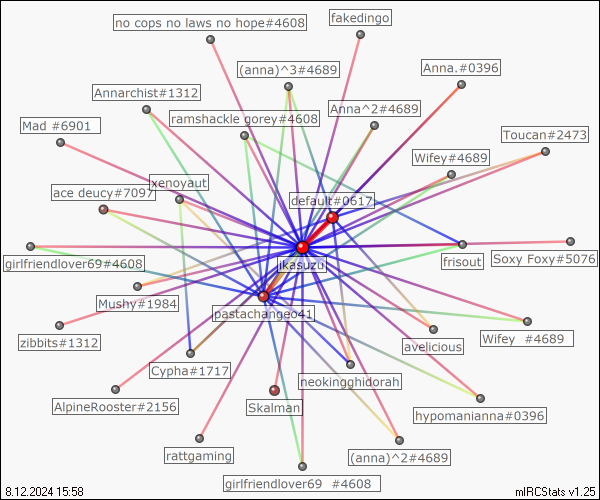 no cops no laws no hope#4608
fakedingo
(anna)^3#4689
Anna.#0396
Annarchist#1312
ramshackle gorey#4608
Anna^2#4689
Mad #6901
Toucan#2473
Wifey#4689
xenoyaut
ace deucy#7097
default#0617
jkasuzu
frisout
Soxy Foxy#5076
girlfriendlover69#4608
Mushy#1984
pastachangeo41
zibbits#1312
Wifey #4689
avelicious
Cypha#1717
neokingghidorah
AlpineRooster#2156
Skalman
hypomanianna#0396
rattgaming
(anna)^2#4689
girlfriendlover69 #4608
8.12.2024 15:58
mIRCStats v1.25